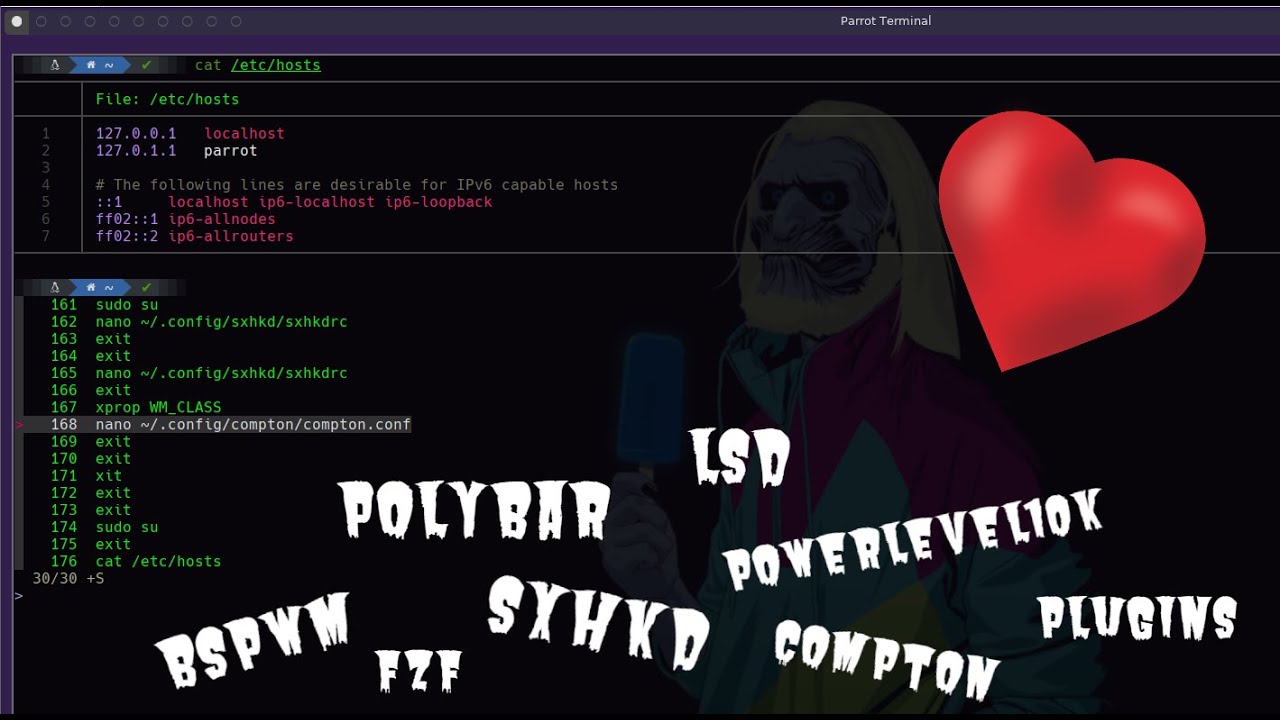 Parrot Terminal
~ ✔ cat /etc/hosts
File: /etc/hosts
1 127.0.0.1 localhost
2 127.0.1.1 parrot
3
4 # The following lines are desirable for IPv6 capable hosts
5 ::1 localhost ip6-localhost ip6-loopback
6 ff02::1 ip6-allnodes
7 ff02::2 ip6-allrouters
~ ✔
161 sudo su
162 nano ~/.config/sxhkd/sxhkdrc
163 exit
164 exit
165 nano ~/.config/sxhkd/sxhkdrc
166 exit
167 xprop WM_CLASS
> 168 nano ~/.config/compton/compton.conf
169 exit
170 exit
171 xit
172 exit
173 exit
174 sudo su
175 exit
176 cat /etc/hosts
30/30 +S
>
LSD
POLYBAR
POWERLEVEL10K
BSPWM
FZF
SXHKD
COMPTON
PLUGINS